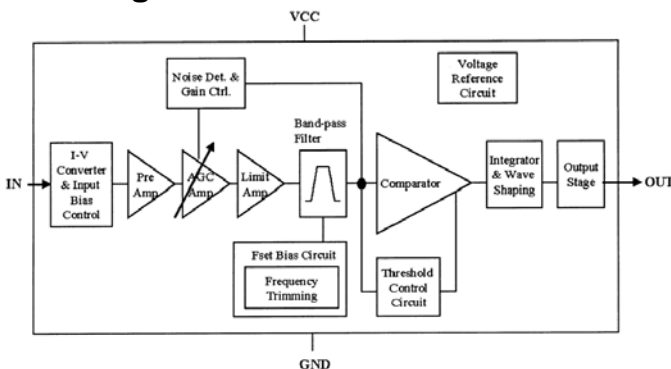 VCC
Noise Det. &
Gain Ctrl.
Voltage
Reference
Circuit
Band-pass
Filter
I-V
Converter
& Input
Bias
Control
IN
Pre
Amp
AGC
Amp
Limit
Amp
Comparator
Integrator
& Wave
Shaping
Output
Stage
OUT
Fset Bias Circuit
Frequency
Trimming
Threshold
Control
Circuit
GND